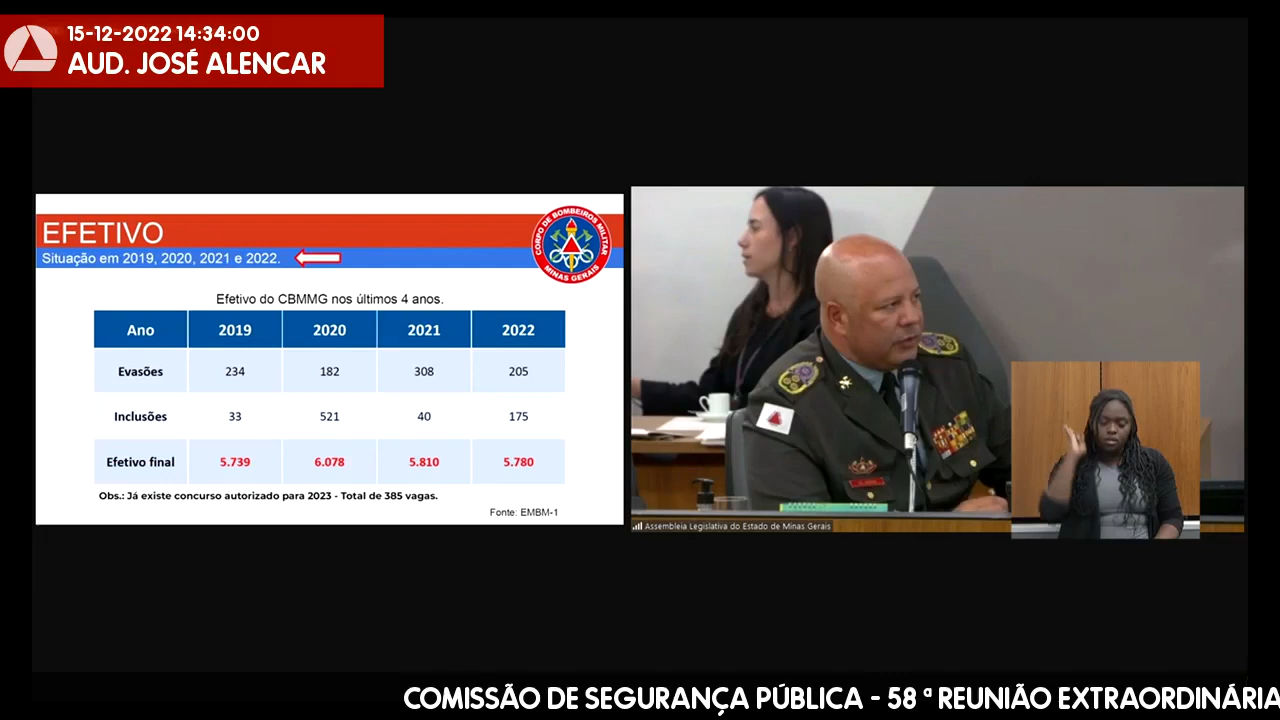 15-12-2022 14:34:00
AUD. JOSÉ ALENCAR
EFETIVO
Situação em 2019, 2020, 2021 e 2022.
CORPO DE BOMBEIROS MILITAR
MINAS GERAIS
Efetivo do CBMMG nos últimos 4 anos.
Ano 2019 2020 2021 2022
Evasões 234 182 308 205
Inclusões 33 521 40 175
Efetivo final 5.739 6.078 5.810 5.780
Obs.: Já existe concurso autorizado para 2023 - Total de 385 vagas.
Fonte: EMBM-1
Assembleia Legislativa do Estado de Minas Gerais
COMISSÃO DE SEGURANÇA PÚBLICA - 58 ª REUNIÃO EXTRAORDINÁRIA